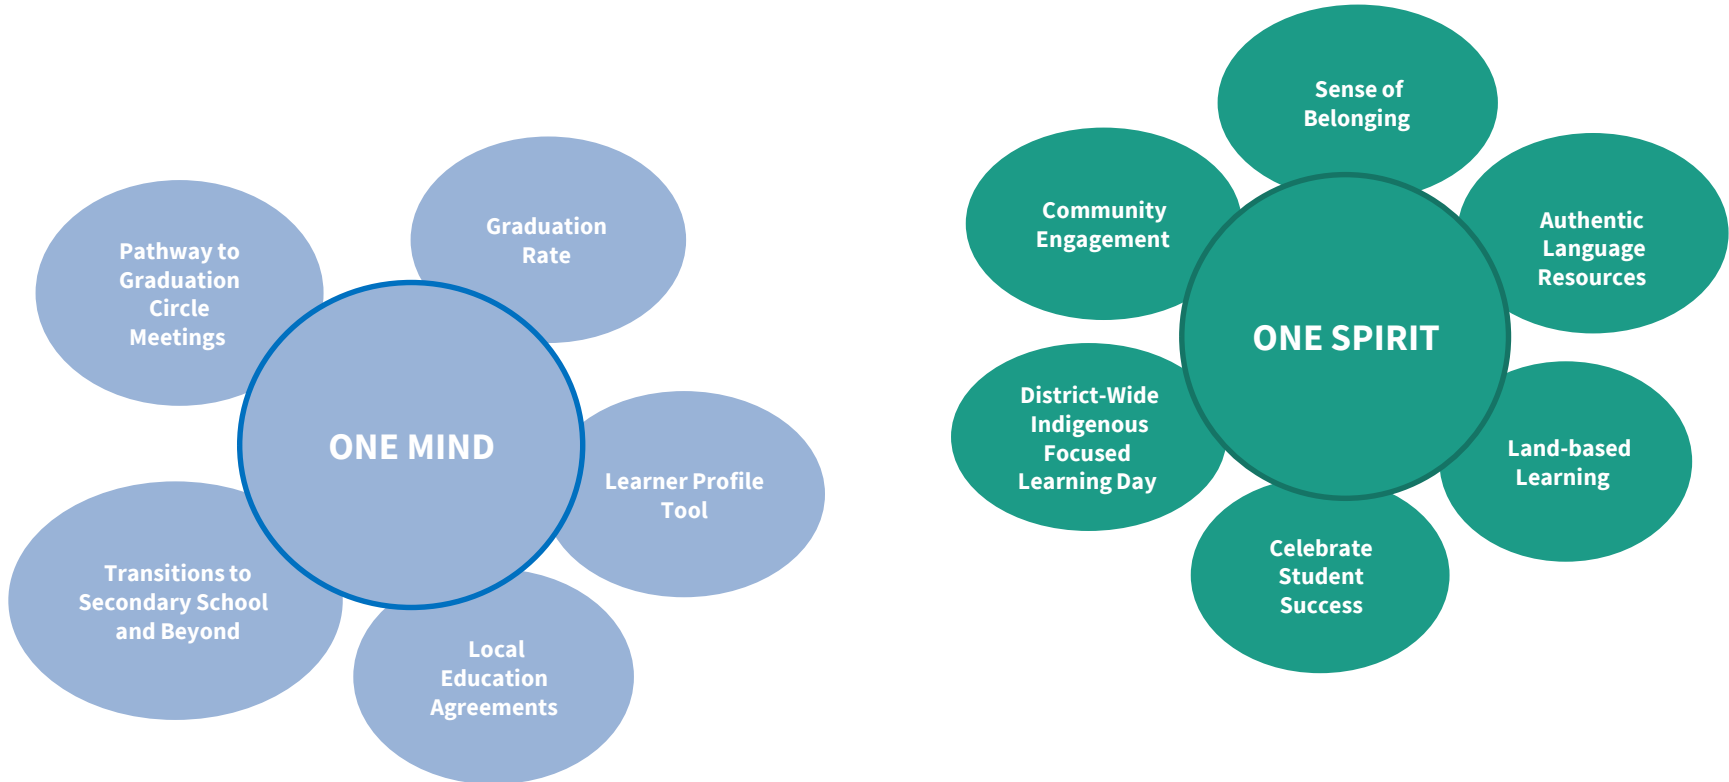 Pathway to
Graduation
Circle
Meetings
Graduation
Rate
ONE MIND
Learner Profile
Tool
Transitions to
Secondary School
and Beyond
Local
Education
Agreements
Sense of
Belonging
Community
Engagement
Authentic
Language
Resources
ONE SPIRIT
District-Wide
Indigenous
Focused
Learning Day
Land-based
Learning
Celebrate
Student
Success